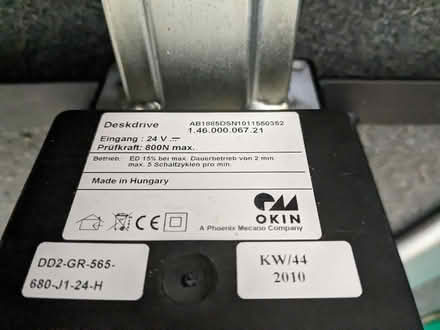 Deskdrive AB1885DSN1011560352
1.46.000.067.21
Eingang : 24 V
Prüfkraft: 800N max.
Betrieb: ED 15% bei max. Dauerbetrieb von 2 min.
max. 5 Schaltzyklen pro min.
Made in Hungary
OKIN
A Phoenix Mecano Company
DD2-GR-565-
680-J1-24-H
KW/44
2010